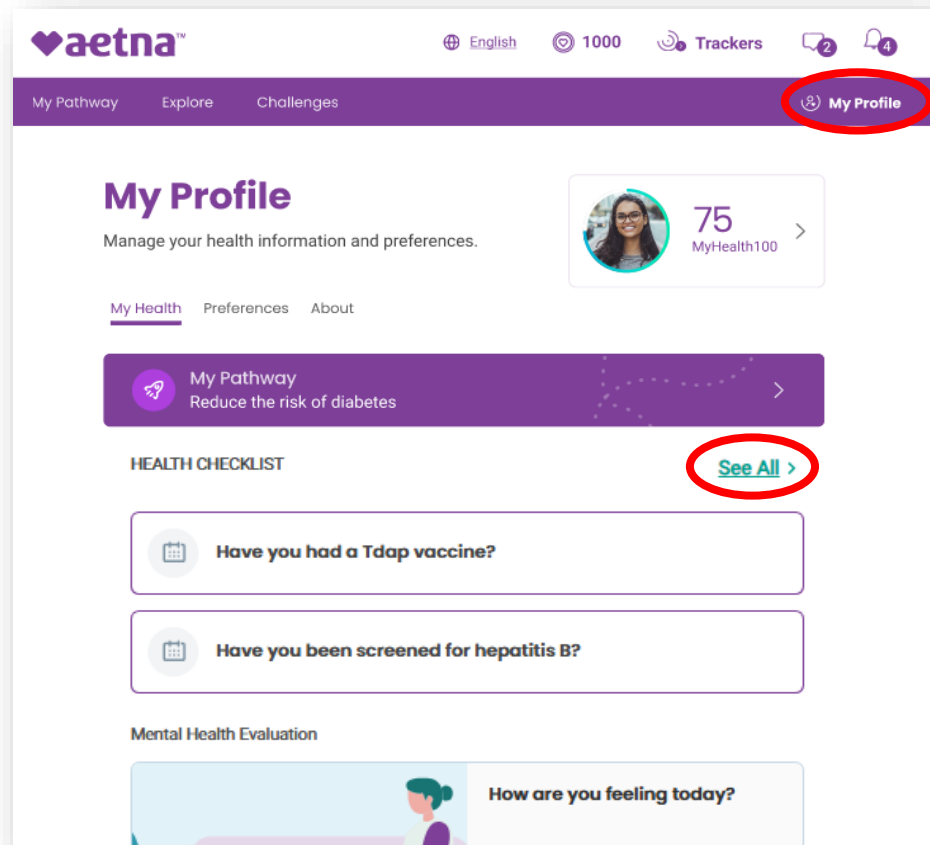 aetna™
English
1000
Trackers
2
4
My Pathway Explore Challenges My Profile
My Profile
Manage your health information and preferences.
75
MyHealth100
My Health Preferences About
My Pathway
Reduce the risk of diabetes
HEALTH CHECKLIST
See All
Have you had a Tdap vaccine?
Have you been screened for hepatitis B?
Mental Health Evaluation
How are you feeling today?